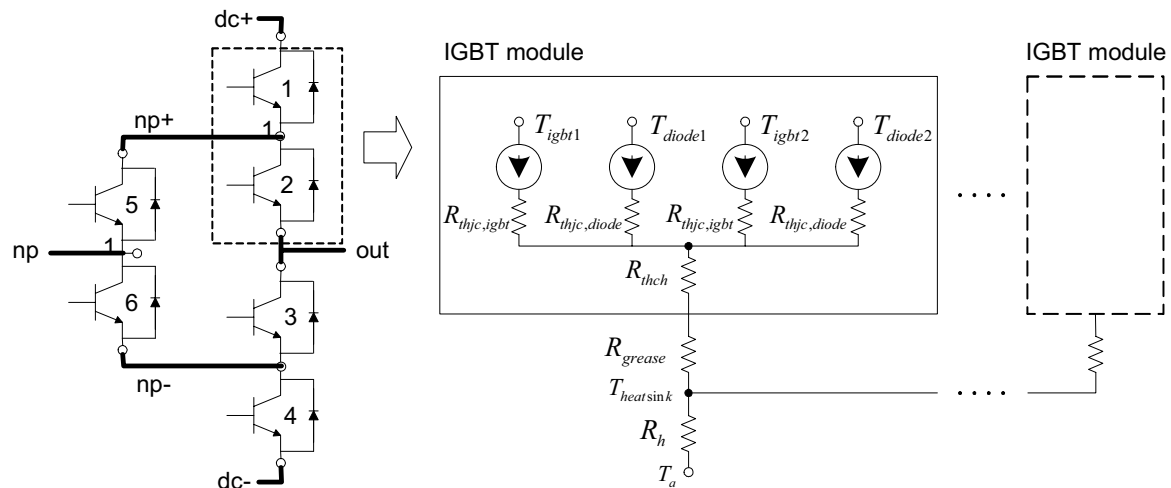 dc+
IGBT module
IGBT module
1
np+
1
T_igbt1
T_diode1
T_igbt2
T_diode2
2
5
R_thjc,igbt
R_thjc,diode
R_thjc,igbt
R_thjc,diode
np
1
out
R_thch
6
3
R_grease
np-
T_heatsink
4
R_h
T_a
dc-